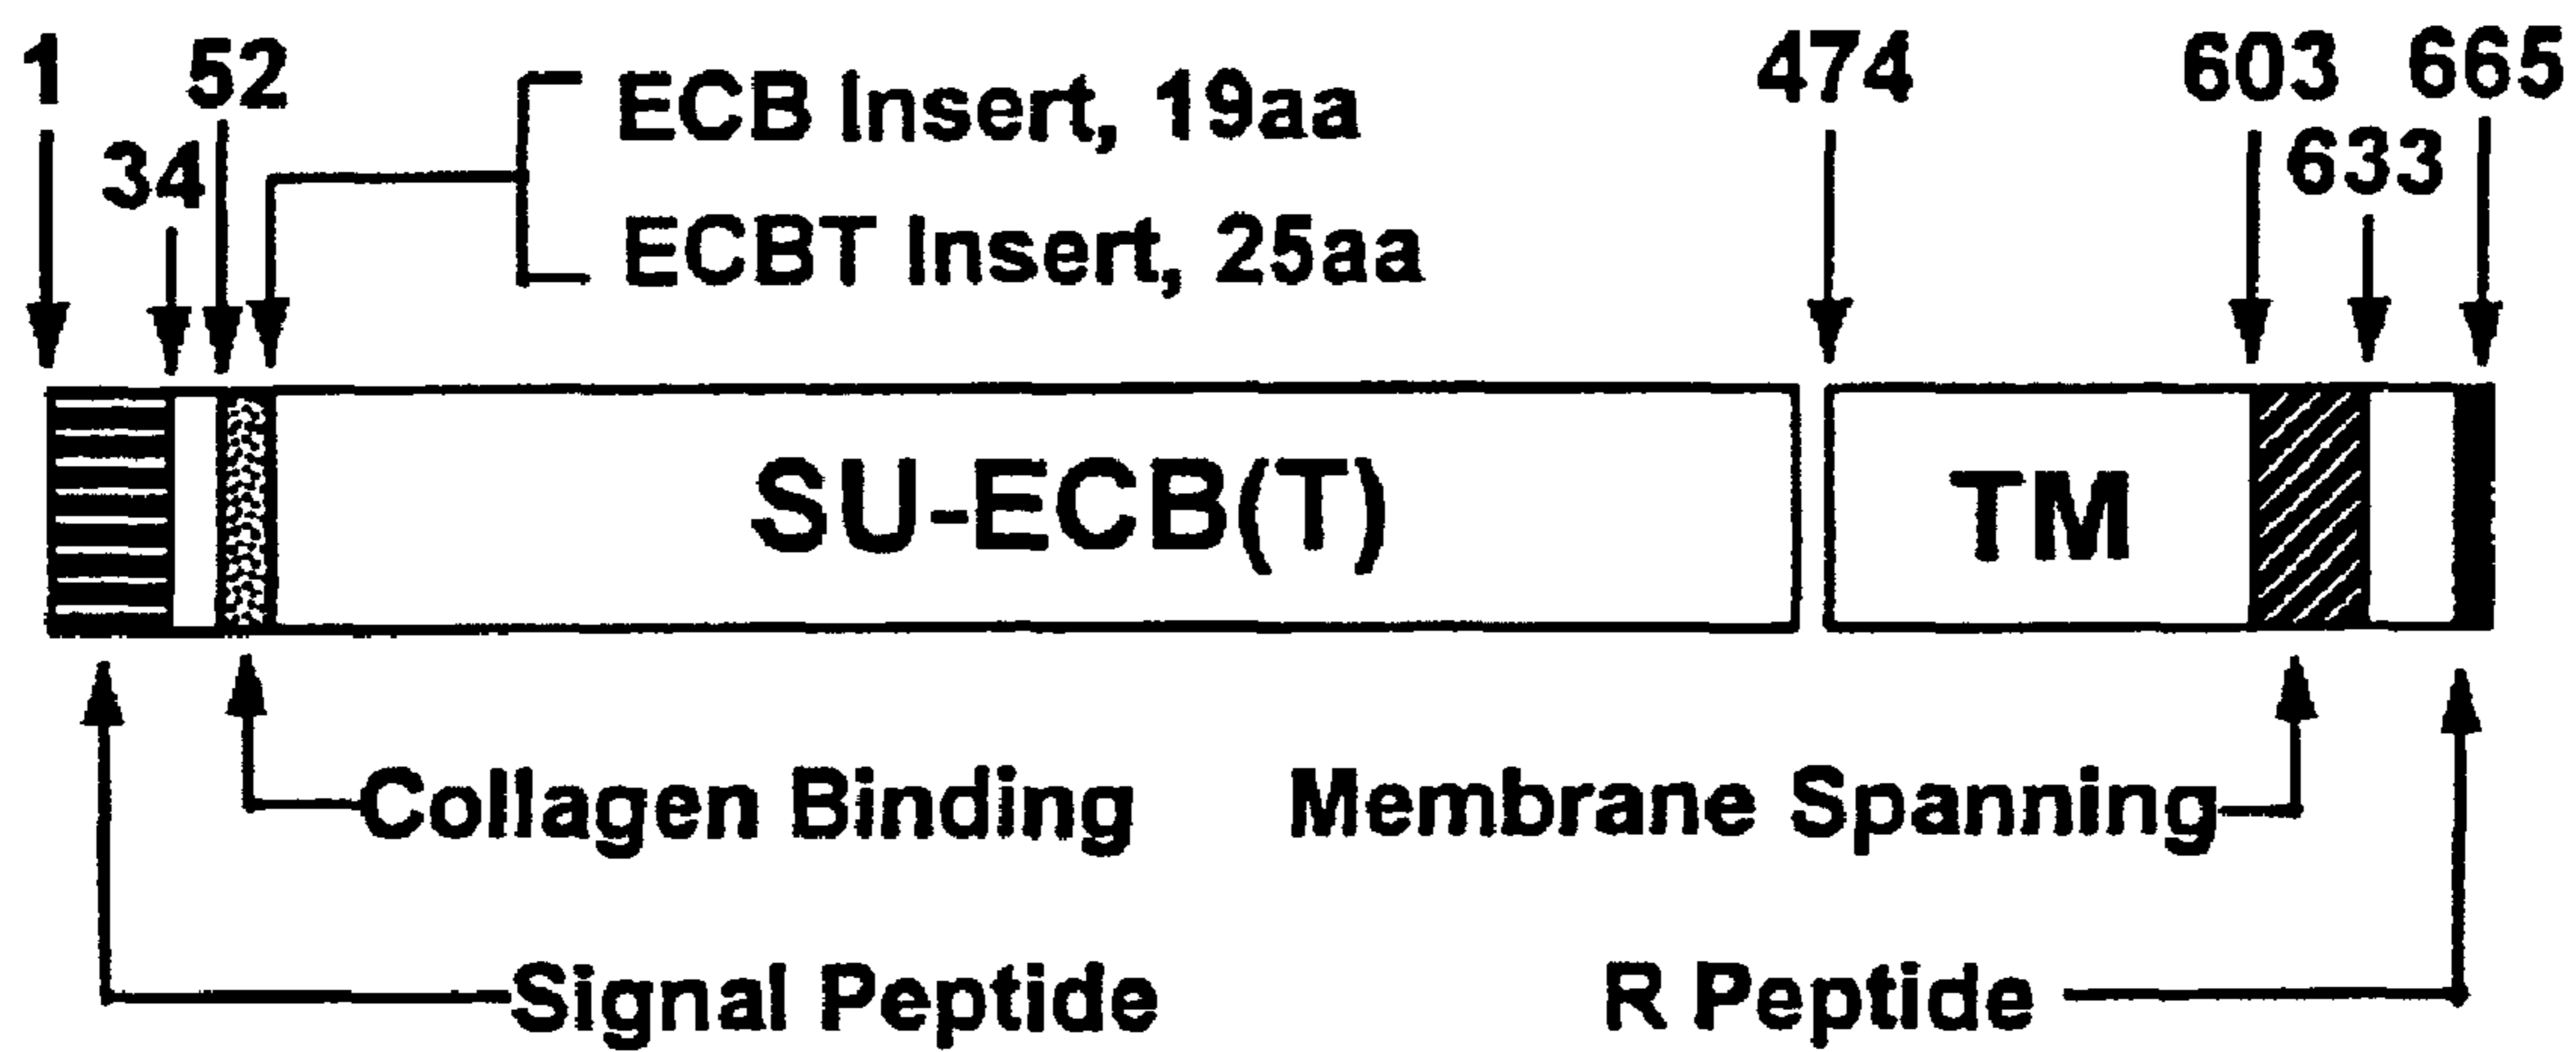 1
52
474
603
665
34
633
ECB Insert, 19aa
ECBT Insert, 25aa
SU-ECB(T)
TM
Collagen Binding
Membrane Spanning
Signal Peptide
R Peptide